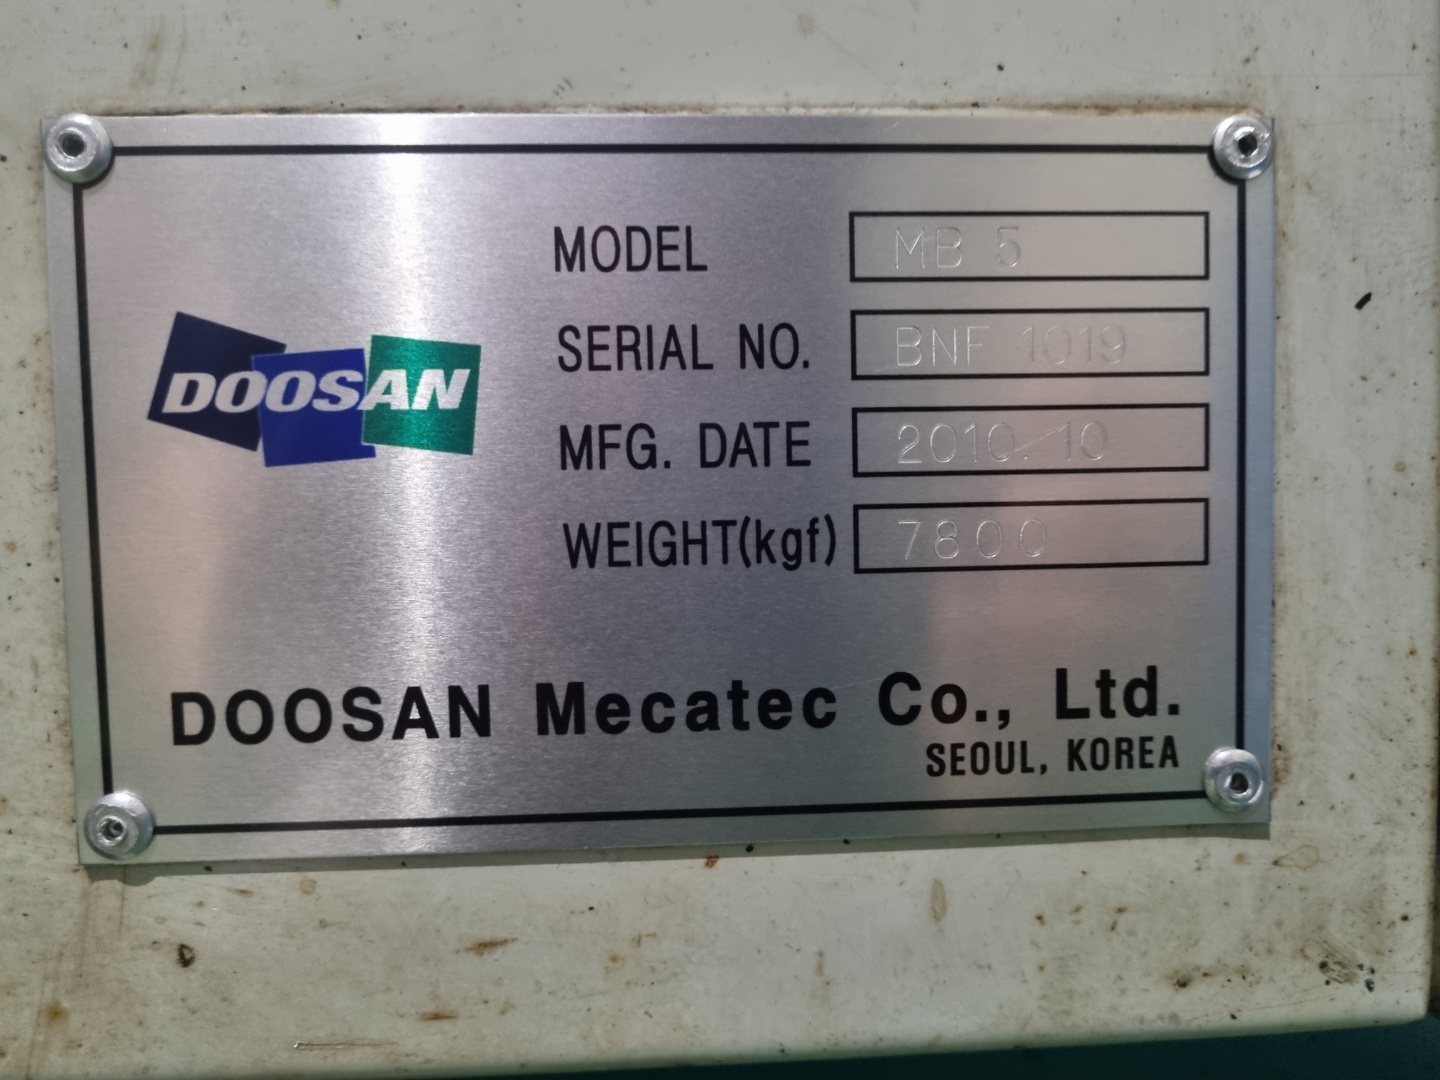 DOOSAN
MODEL MB 5
SERIAL NO. BNF 1019
MFG. DATE 2010. 10
WEIGHT(kgf) 7800
DOOSAN Mecatec Co., Ltd.
SEOUL, KOREA